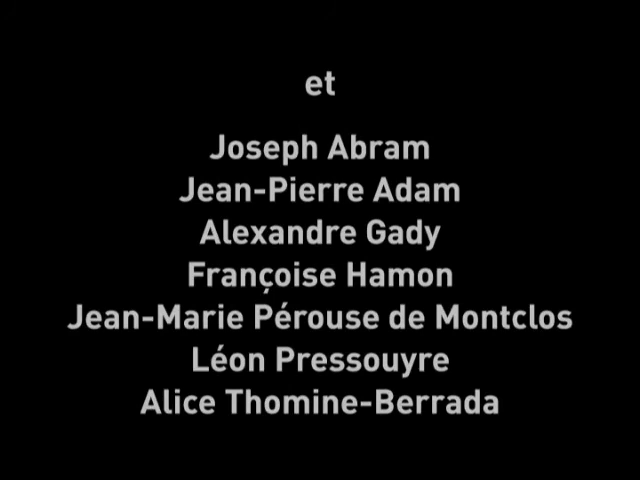 et
Joseph Abram
Jean-Pierre Adam
Alexandre Gady
Françoise Hamon
Jean-Marie Pérouse de Montclos
Léon Pressouyre
Alice Thomine-Berrada